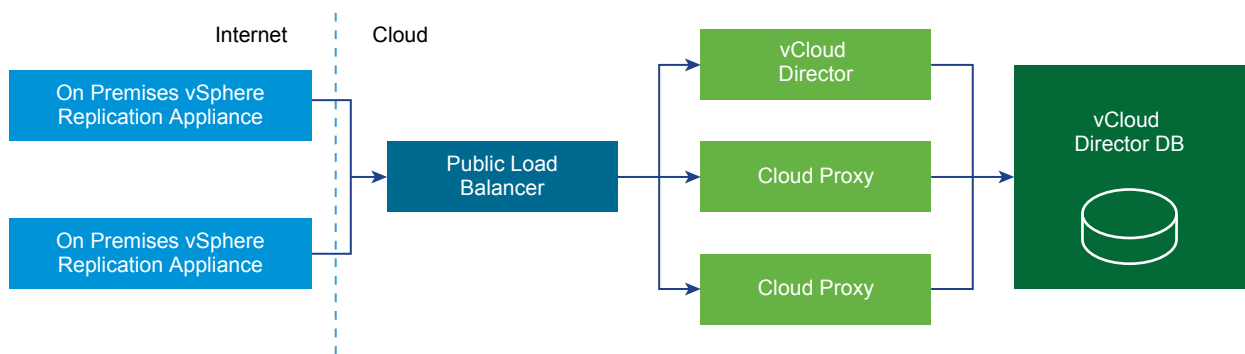 Internet
Cloud
On Premises vSphere
Replication Appliance
On Premises vSphere
Replication Appliance
Public Load
Balancer
vCloud
Director
Cloud Proxy
Cloud Proxy
vCloud
Director DB